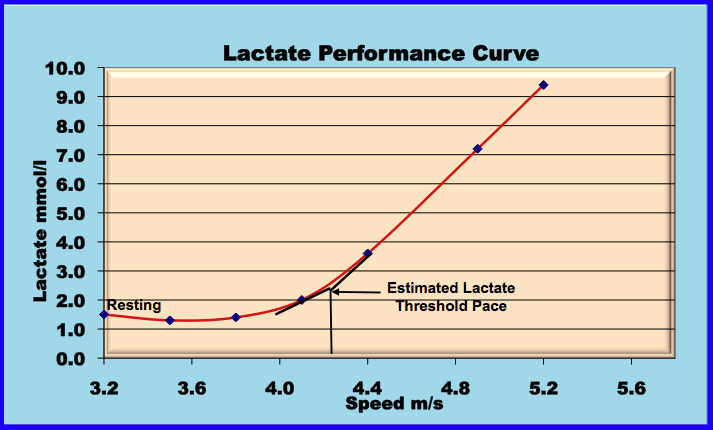 Lactate Performance Curve
10.0
9.0
8.0
7.0
6.0
5.0
4.0
3.0
2.0
1.0
0.0
Lactate mmol/l
Resting
Estimated Lactate
Threshold Pace
3.2 3.6 4.0 4.4 4.8 5.2 5.6
Speed m/s